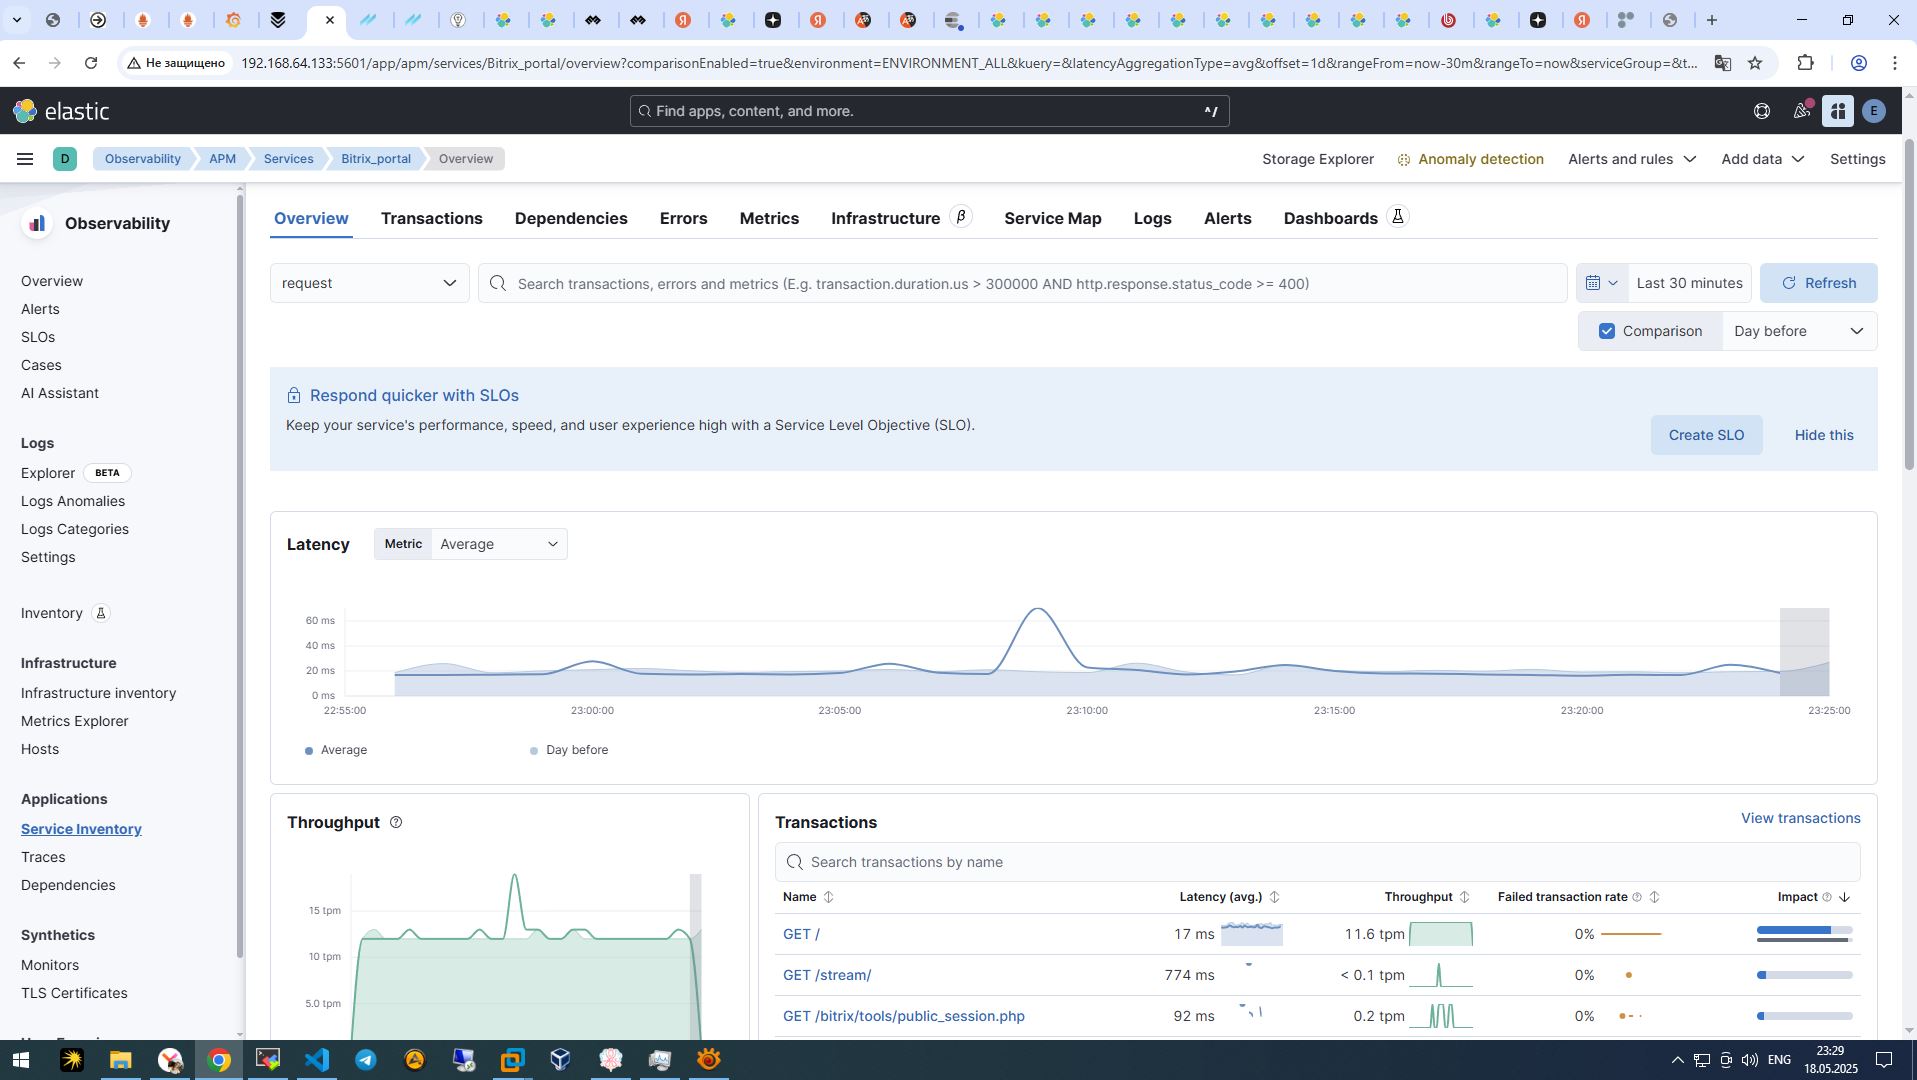 Не защищено
192.168.64.133:5601/app/apm/services/Bitrix_portal/overview?comparisonEnabled=true&environment=ENVIRONMENT_ALL&kuery=&latencyAggregationType=avg&offset=1d&rangeFrom=now-30m&rangeTo=now&serviceGroup=&t...
elastic
Find apps, content, and more.
^/
E
D
Observability
APM
Services
Bitrix_portal
Overview
Storage Explorer
Anomaly detection
Alerts and rules
Add data
Settings
Observability
Overview
Alerts
SLOs
Cases
AI Assistant
Logs
Explorer BETA
Logs Anomalies
Logs Categories
Settings
Inventory
Infrastructure
Infrastructure inventory
Metrics Explorer
Hosts
Applications
Service Inventory
Traces
Dependencies
Synthetics
Monitors
TLS Certificates
Overview Transactions Dependencies Errors Metrics Infrastructure β Service Map Logs Alerts Dashboards
request
Search transactions, errors and metrics (E.g. transaction.duration.us > 300000 AND http.response.status_code >= 400)
Last 30 minutes
Refresh
Comparison
Day before
Respond quicker with SLOs
Keep your service's performance, speed, and user experience high with a Service Level Objective (SLO).
Create SLO
Hide this
Latency
Metric Average
60 ms
40 ms
20 ms
0 ms
22:55:00 23:00:00 23:05:00 23:10:00 23:15:00 23:20:00 23:25:00
Average Day before
Throughput
15 tpm
10 tpm
5.0 tpm
Transactions
View transactions
Search transactions by name
Name Latency (avg.) Throughput Failed transaction rate Impact
GET / 17 ms 11.6 tpm 0%
GET /stream/ 774 ms < 0.1 tpm 0%
GET /bitrix/tools/public_session.php 92 ms 0.2 tpm 0%
ENG
23:29
18.05.2025